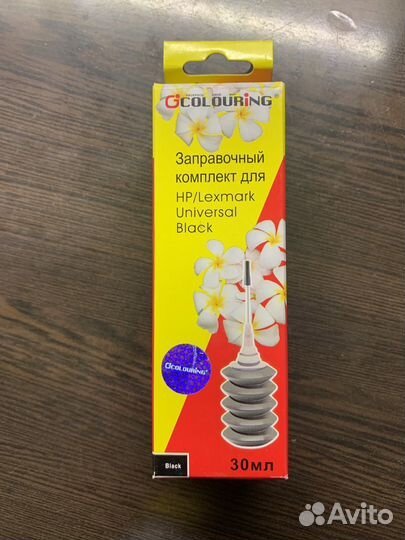 COLOURING®
Заправочный
комплект для
HP/Lexmark
Universal
Black
COLOURING®
Black
30мл
Avito